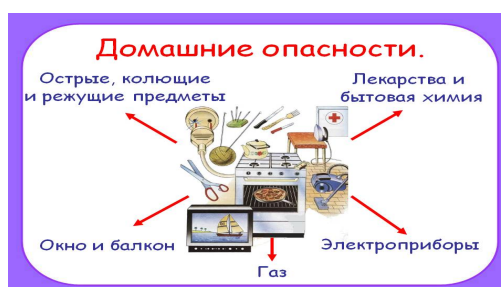 Домашние опасности.
Острые, колющие
и режущие предметы
Лекарства и
бытовая химия
Окно и балкон
Электроприборы
Газ